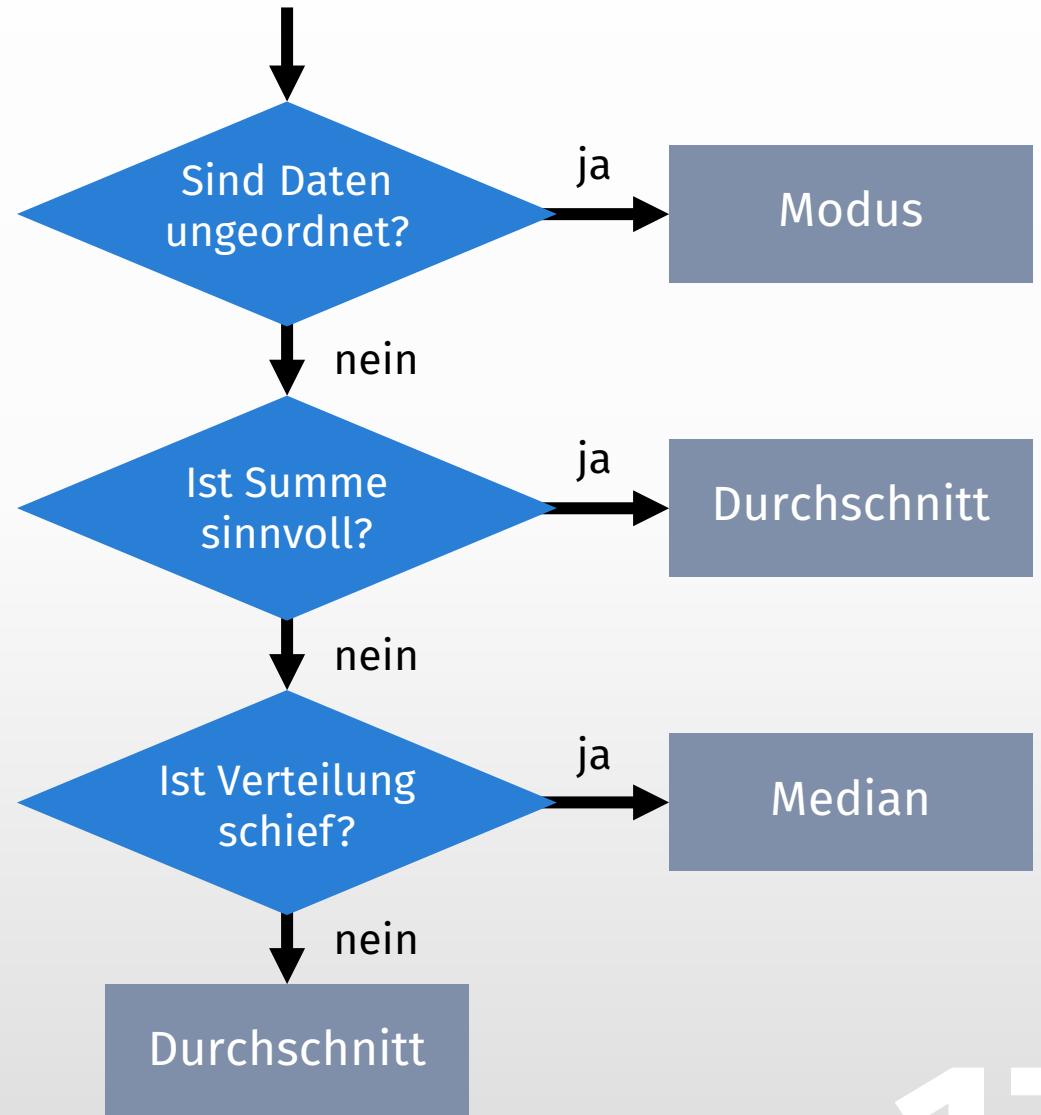 Sind Daten
ungeordnet?
ja
Modus
nein
Ist Summe
sinnvoll?
ja
Durchschnitt
nein
Ist Verteilung
schief?
ja
Median
nein
Durchschnitt